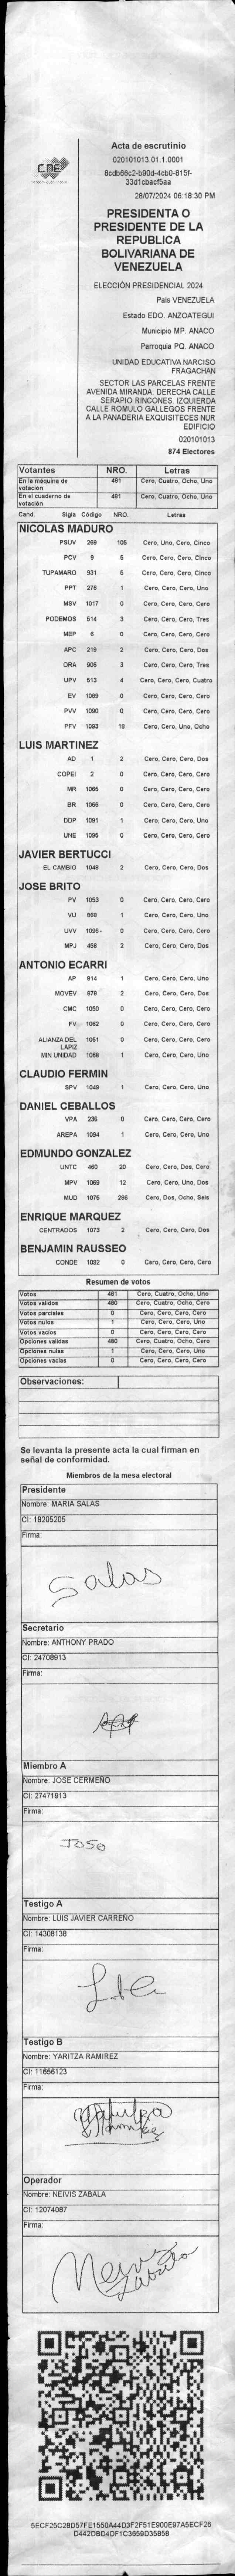 CNE
Acta de escrutinio
020101013.01.1.0001
6cdb66c2-b90d-4cb0-815f-
33d1cbacf5aa
28/07/2024 06:18:30 PM
PRESIDENTA O
PRESIDENTE DE LA
REPUBLICA
BOLIVARIANA DE
VENEZUELA
ELECCIÓN PRESIDENCIAL 2024
Pais VENEZUELA
Estado EDO. ANZOATEGUI
Municipio MP. ANACO
Parroquia PQ. ANACO
UNIDAD EDUCATIVA NARCISO
FRAGACHAN
SECTOR LAS PARCELAS FRENTE
AVENIDA MIRANDA. DERECHA CALLE
SERAPIO RINCONES. IZQUIERDA
CALLE ROMULO GALLEGOS FRENTE
A LA PANADERIA EXQUISITECES NUR
EDIFICIO
020101013
874 Electores
Votantes NRO. Letras
En la máquina de votación 481 Cero, Cuatro, Ocho, Uno
En el cuaderno de votación 481 Cero, Cuatro, Ocho, Uno
Cand. Sigla Código NRO. Letras
NICOLAS MADURO
PSUV 269 105 Cero, Uno, Cero, Cinco
PCV 9 5 Cero, Cero, Cero, Cinco
TUPAMARO 931 5 Cero, Cero, Cero, Cinco
PPT 276 1 Cero, Cero, Cero, Uno
MSV 1017 0 Cero, Cero, Cero, Cero
PODEMOS 514 3 Cero, Cero, Cero, Tres
MEP 6 0 Cero, Cero, Cero, Cero
APC 219 2 Cero, Cero, Cero, Dos
ORA 906 3 Cero, Cero, Cero, Tres
UPV 513 4 Cero, Cero, Cero, Cuatro
EV 1089 0 Cero, Cero, Cero, Cero
PVV 1090 0 Cero, Cero, Cero, Cero
PFV 1093 18 Cero, Cero, Uno, Ocho
LUIS MARTINEZ
AD 1 2 Cero, Cero, Cero, Dos
COPEI 2 0 Cero, Cero, Cero, Cero
MR 1065 0 Cero, Cero, Cero, Cero
BR 1066 0 Cero, Cero, Cero, Cero
DDP 1091 1 Cero, Cero, Cero, Uno
UNE 1095 0 Cero, Cero, Cero, Cero
JAVIER BERTUCCI
EL CAMBIO 1048 2 Cero, Cero, Cero, Dos
JOSE BRITO
PV 1053 0 Cero, Cero, Cero, Cero
VU 869 1 Cero, Cero, Cero, Uno
UVV 1096 0 Cero, Cero, Cero, Cero
MPJ 458 2 Cero, Cero, Cero, Dos
ANTONIO ECARRI
AP 814 1 Cero, Cero, Cero, Uno
MOVEV 878 2 Cero, Cero, Cero, Dos
CMC 1050 0 Cero, Cero, Cero, Cero
FV 1062 0 Cero, Cero, Cero, Cero
ALIANZA DEL LAPIZ 1061 0 Cero, Cero, Cero, Cero
MIN UNIDAD 1068 1 Cero, Cero, Cero, Uno
CLAUDIO FERMIN
SPV 1049 1 Cero, Cero, Cero, Uno
DANIEL CEBALLOS
VPA 236 0 Cero, Cero, Cero, Cero
AREPA 1094 1 Cero, Cero, Cero, Uno
EDMUNDO GONZALEZ
UNTC 460 20 Cero, Cero, Dos, Cero
MPV 1069 12 Cero, Cero, Uno, Dos
MUD 1075 286 Cero, Dos, Ocho, Seis
ENRIQUE MARQUEZ
CENTRADOS 1073 2 Cero, Cero, Cero, Dos
BENJAMIN RAUSSEO
CONDE 1092 0 Cero, Cero, Cero, Cero
Resumen de votos
Votos 481 Cero, Cuatro, Ocho, Uno
Votos validos 480 Cero, Cuatro, Ocho, Cero
Votos parciales 0 Cero, Cero, Cero, Cero
Votos nulos 1 Cero, Cero, Cero, Uno
Votos vacios 0 Cero, Cero, Cero, Cero
Opciones validas 480 Cero, Cuatro, Ocho, Cero
Opciones nulas 1 Cero, Cero, Cero, Uno
Opciones vacias 0 Cero, Cero, Cero, Cero
Observaciones:
Se levanta la presente acta la cual firman en
señal de conformidad.
Miembros de la mesa electoral
Presidente
Nombre: MARIA SALAS
CI: 18205205
Firma:
Salas
Secretario
Nombre: ANTHONY PRADO
CI: 24708913
Firma:
Miembro A
Nombre: JOSE CERMEÑO
CI: 27471913
Firma:
JOSE
Testigo A
Nombre: LUIS JAVIER CARREÑO
CI: 14308138
Firma:
Testigo B
Nombre: YARITZA RAMIREZ
CI: 11656123
Firma:
Operador
Nombre: NEIVIS ZABALA
CI: 12074087
Firma:
Neivis Zabala
5ECF25C28D57FE1550A44D3F2F51E900E97A5ECF26
D442DBD4DF1C3659D35858